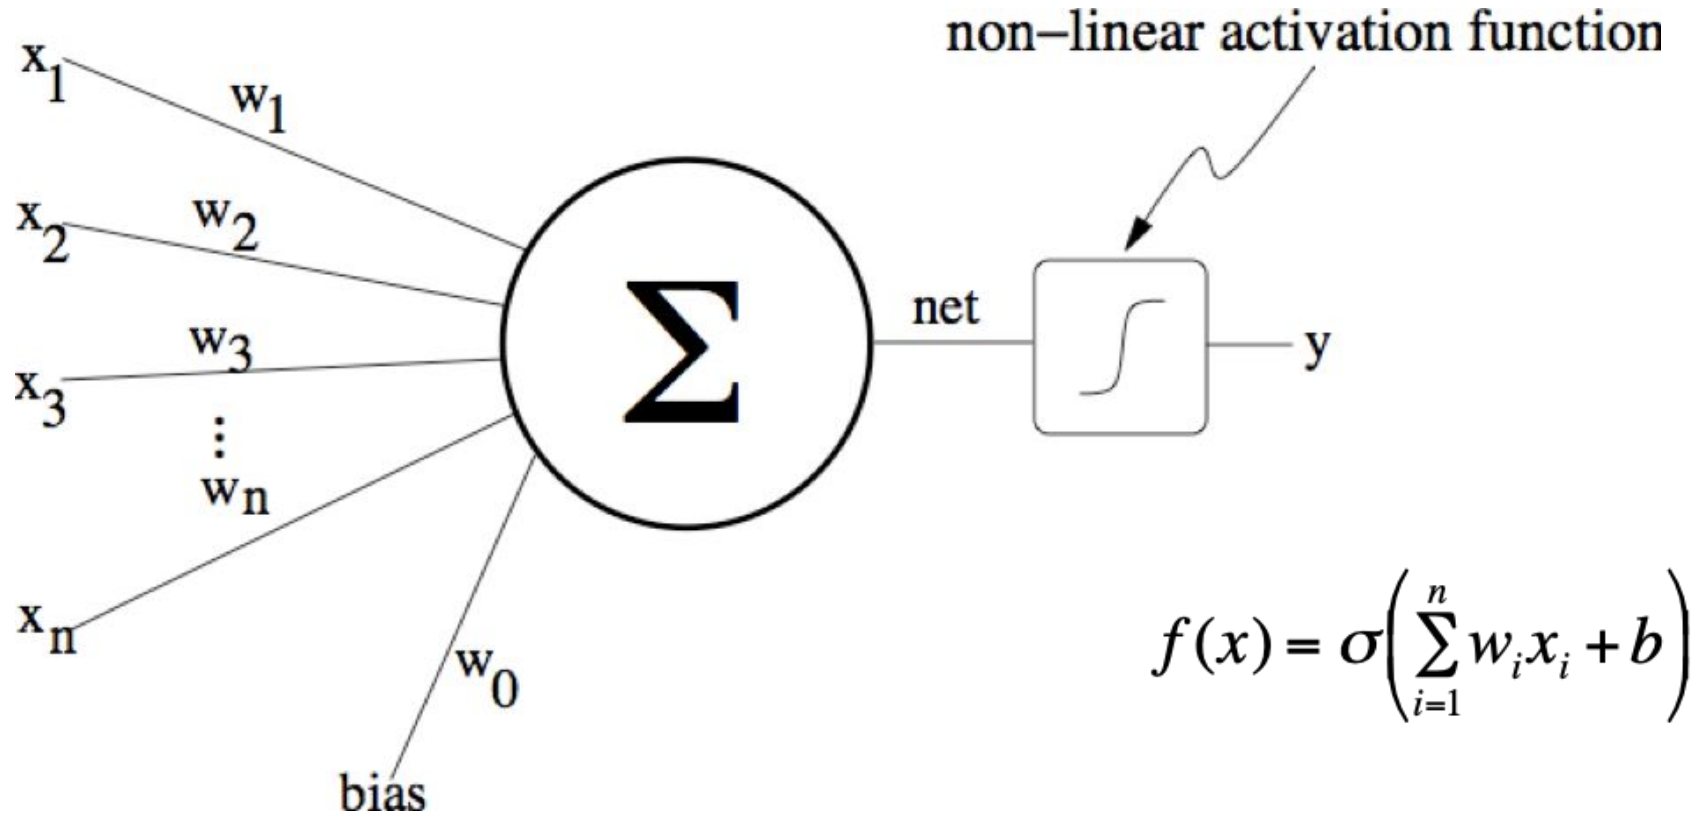 non–linear activation function
x1
w1
x2
w2
w3
x3
⋮
wn
xn
w0
bias
Σ
net
y
f(x) = σ(∑_{i=1}^{n} w_i x_i + b)